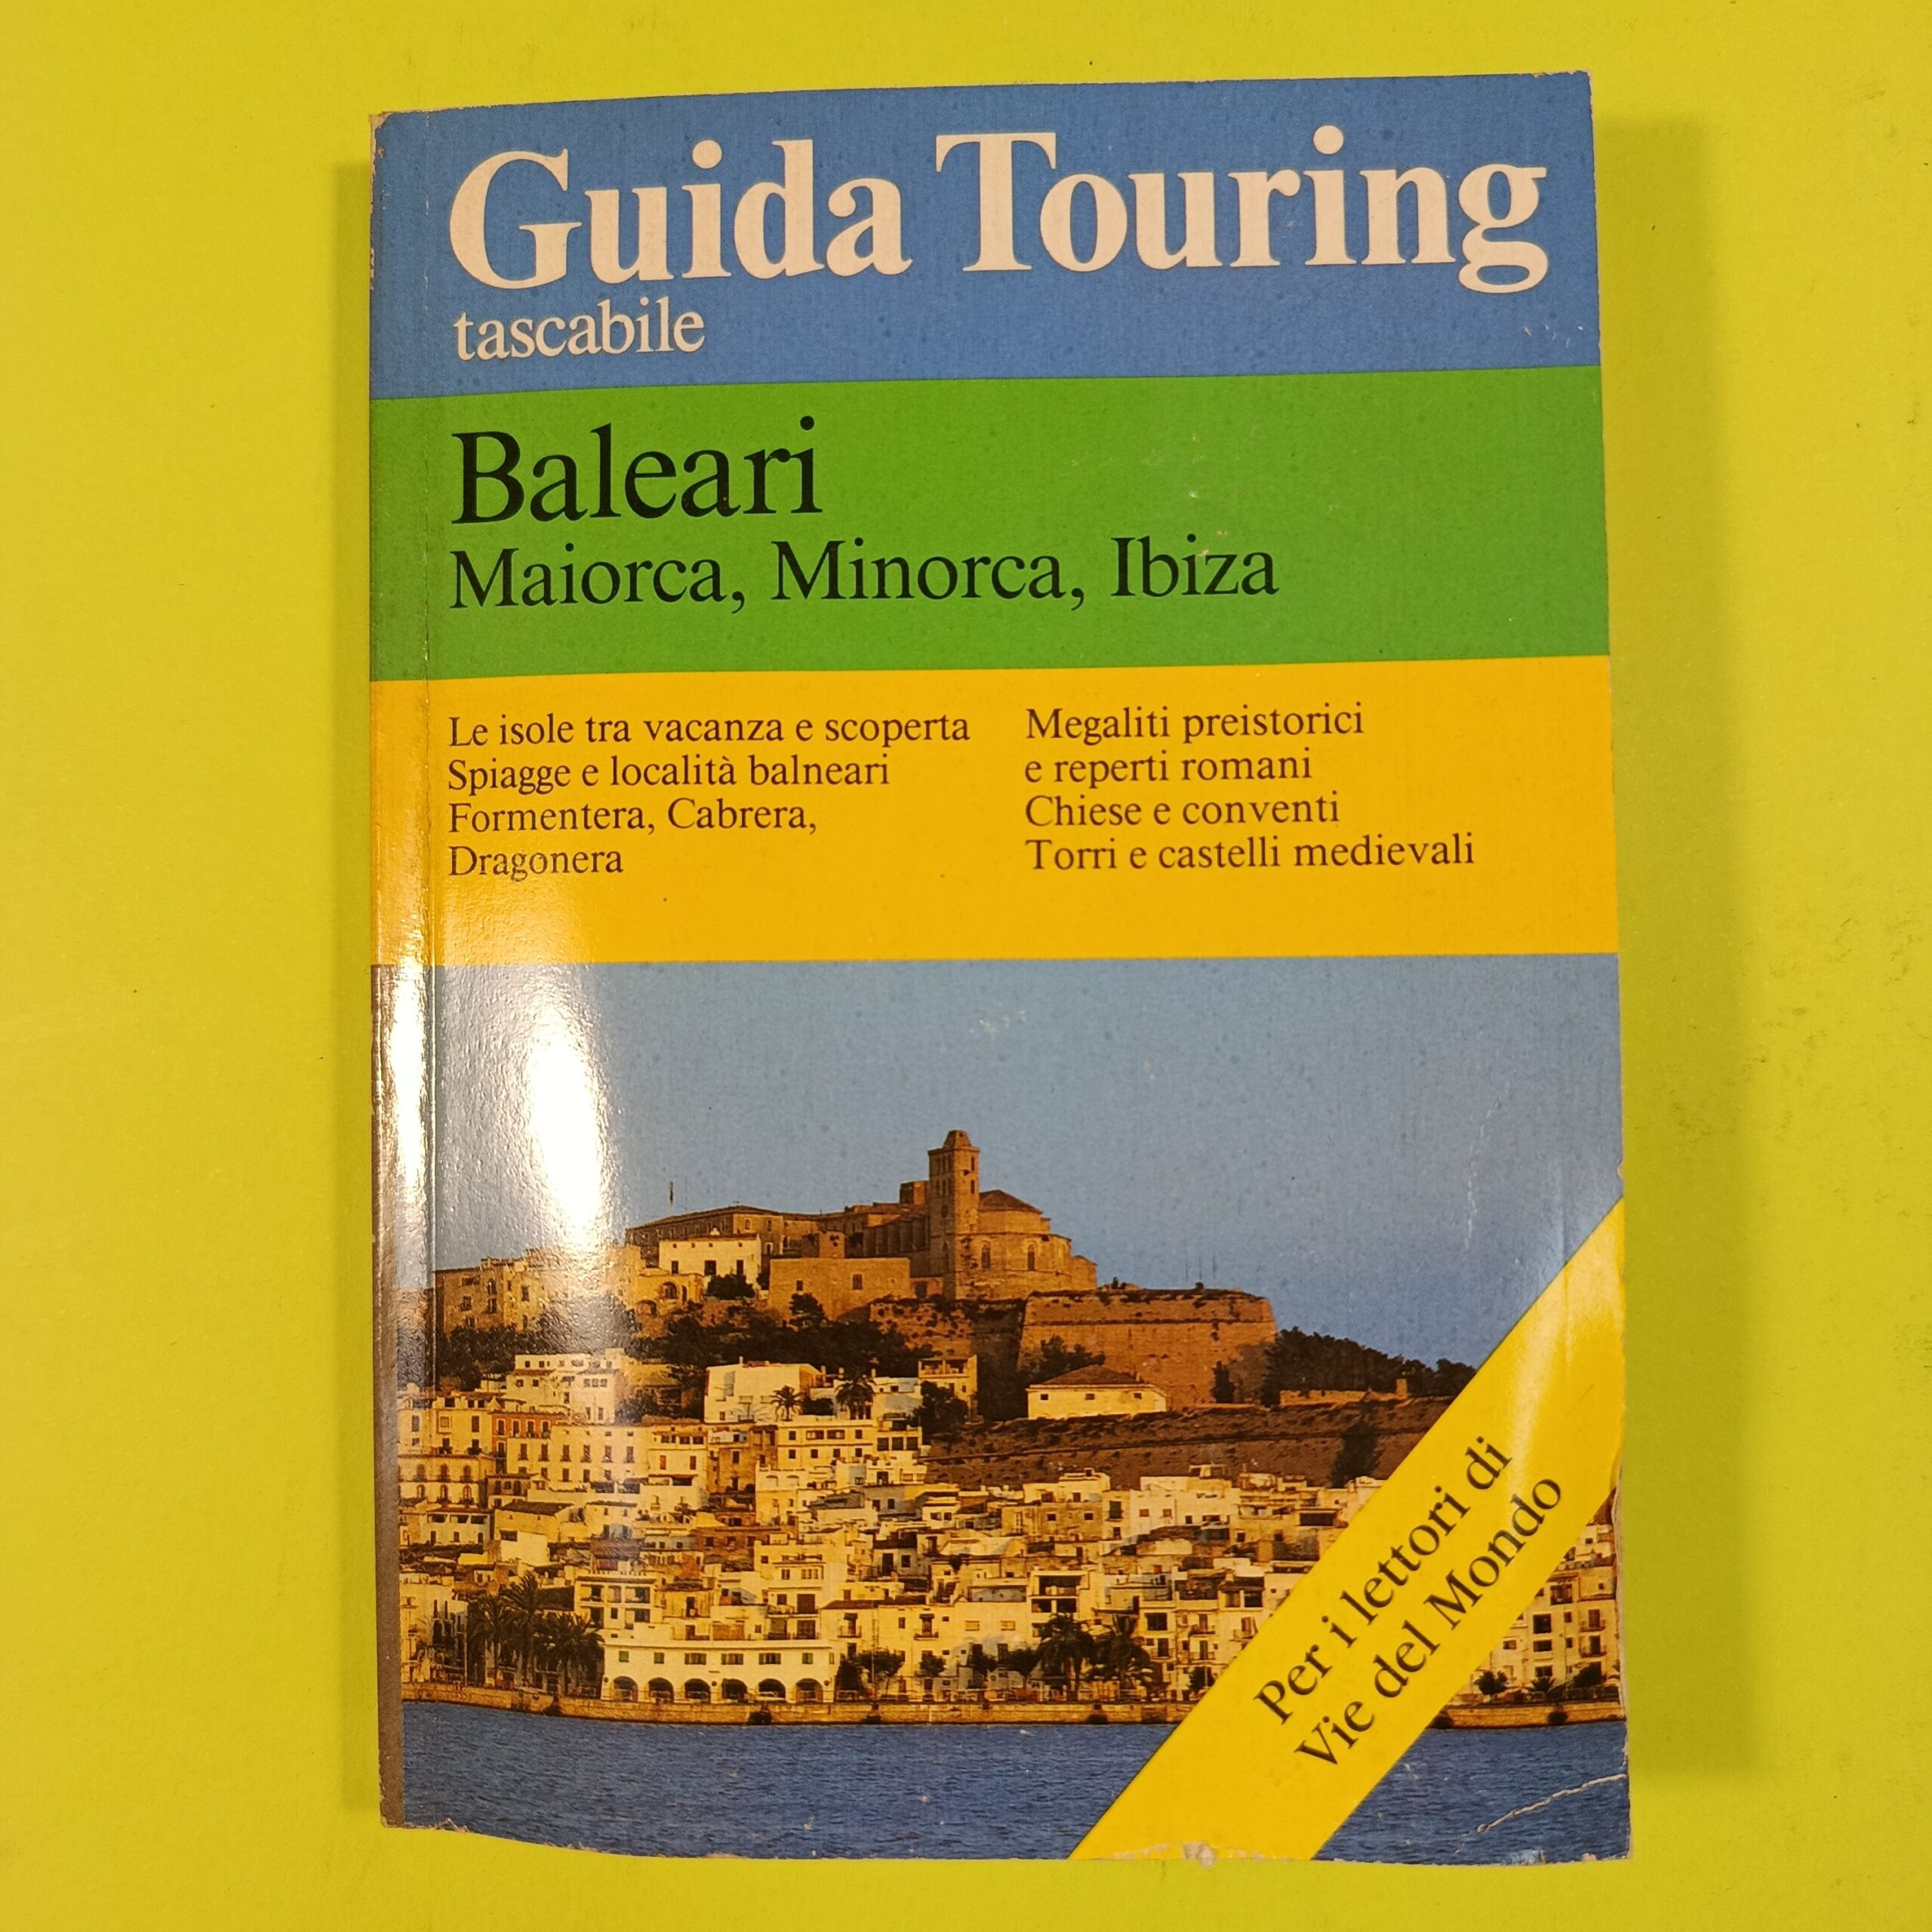 Guida Touring
tascabile
Baleari
Maiorca, Minorca, Ibiza
Le isole tra vacanza e scoperta
Spiagge e località balneari
Formentera, Cabrera,
Dragonera
Megaliti preistorici
e reperti romani
Chiese e conventi
Torri e castelli medievali
Per i lettori di
Vie del Mondo